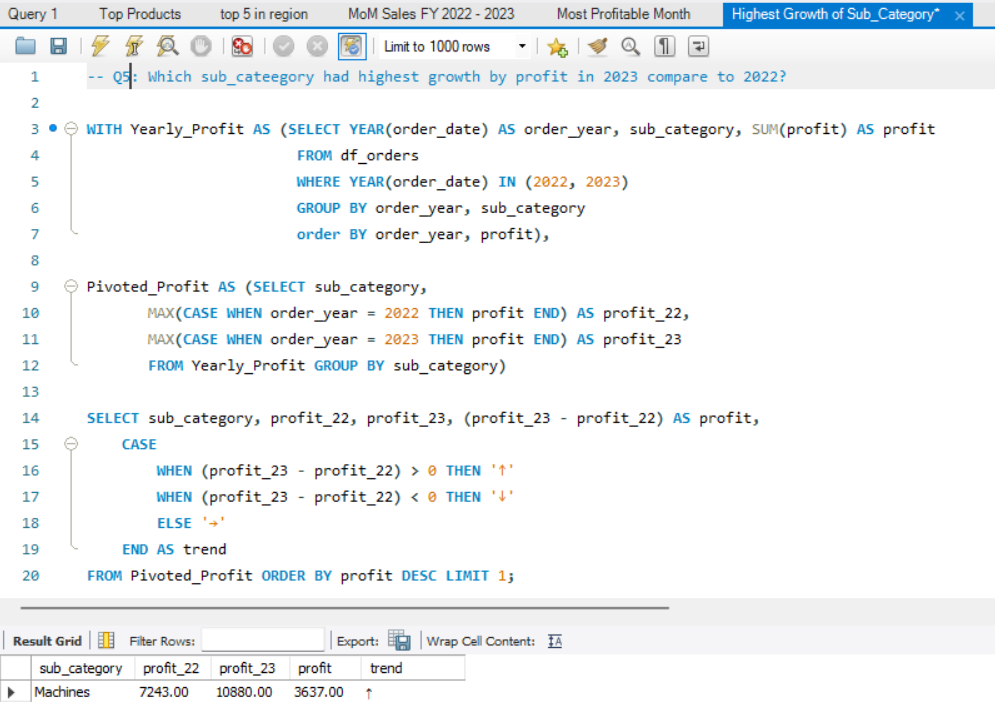 Query 1 Top Products top 5 in region MoM Sales FY 2022 - 2023 Most Profitable Month Highest Growth of Sub_Category* ×
Limit to 1000 rows
1 -- Q5: Which sub_cateegory had highest growth by profit in 2023 compare to 2022?
2
3 WITH Yearly_Profit AS (SELECT YEAR(order_date) AS order_year, sub_category, SUM(profit) AS profit
4 FROM df_orders
5 WHERE YEAR(order_date) IN (2022, 2023)
6 GROUP BY order_year, sub_category
7 order BY order_year, profit),
8
9 Pivoted_Profit AS (SELECT sub_category,
10 MAX(CASE WHEN order_year = 2022 THEN profit END) AS profit_22,
11 MAX(CASE WHEN order_year = 2023 THEN profit END) AS profit_23
12 FROM Yearly_Profit GROUP BY sub_category)
13
14 SELECT sub_category, profit_22, profit_23, (profit_23 - profit_22) AS profit,
15 CASE
16 WHEN (profit_23 - profit_22) > 0 THEN '↑'
17 WHEN (profit_23 - profit_22) < 0 THEN '↓'
18 ELSE '→'
19 END AS trend
20 FROM Pivoted_Profit ORDER BY profit DESC LIMIT 1;
Result Grid Filter Rows: Export: Wrap Cell Content:
sub_category profit_22 profit_23 profit trend
Machines 7243.00 10880.00 3637.00 ↑